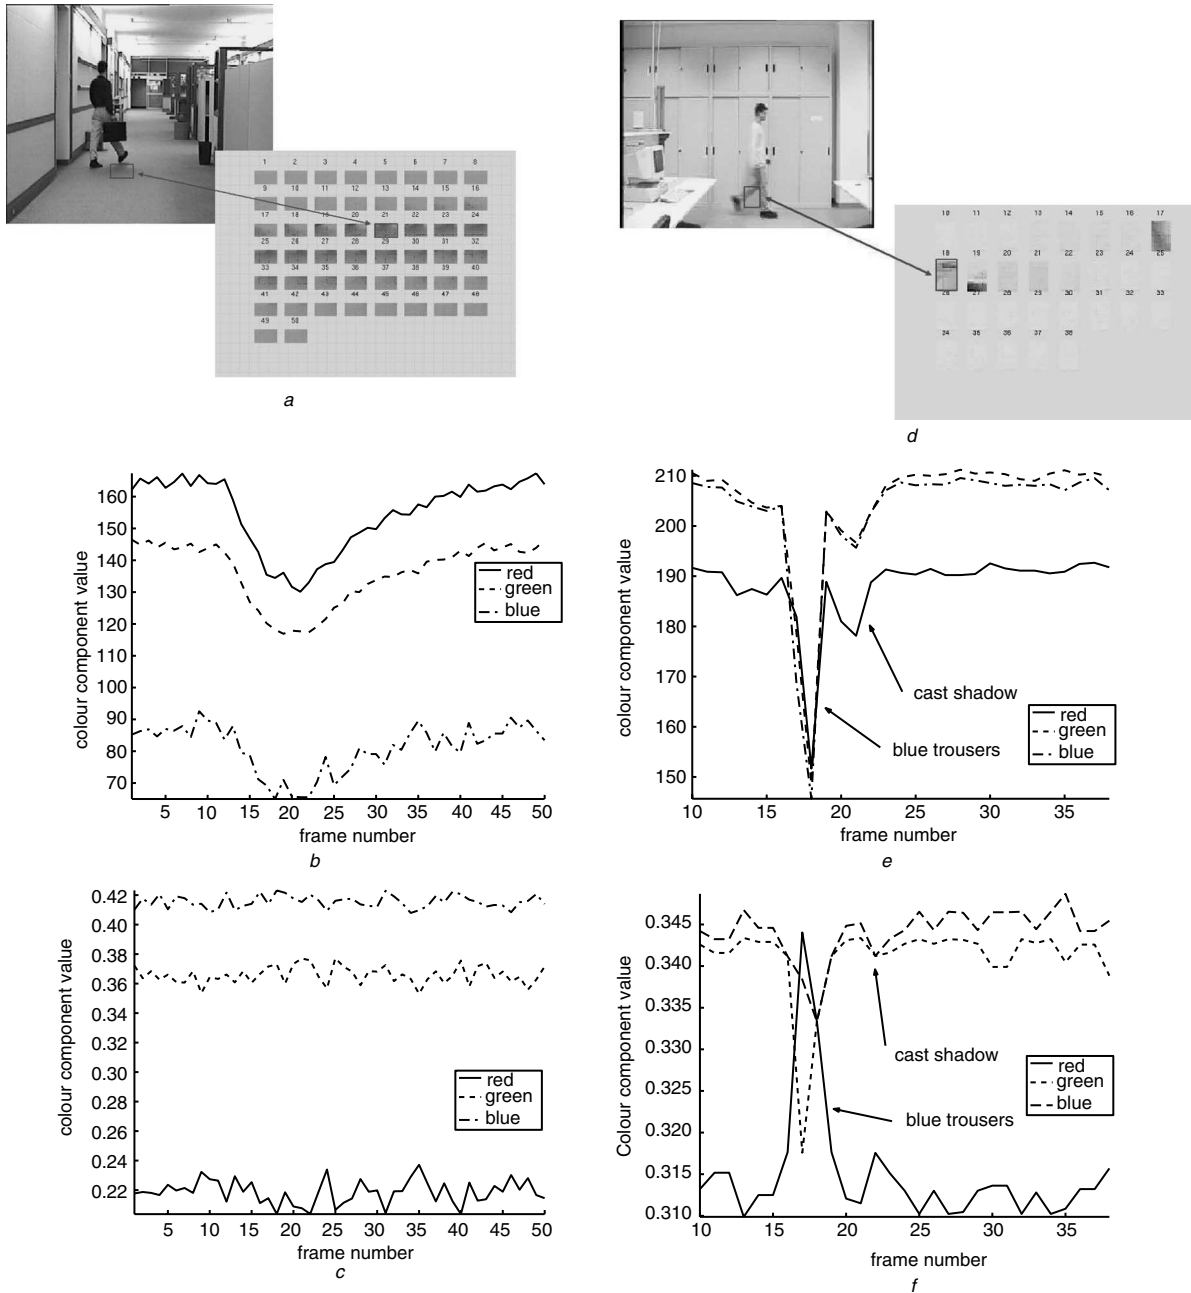 a
1 2 3 4 5 6 7 8
9 10 11 12 13 14 15 16
17 18 19 20 21 22 23 24
25 26 27 28 29 30 31 32
33 34 35 36 37 38 39 40
41 42 43 44 45 46 47 48
49 50
a
d
10 11 12 13 14 15 16 17
18 19 20 21 22 23 24 25
26 27 28 29 30 31 32 33
34 35 36 37 38
d
colour component value
160
150
140
130
120
110
100
90
80
70
5 10 15 20 25 30 35 40 45 50
frame number
red
green
blue
b
colour component value
210
200
190
180
170
160
150
10 15 20 25 30 35
frame number
cast shadow
blue trousers
red
green
blue
e
colour component value
0.42
0.40
0.38
0.36
0.34
0.32
0.30
0.28
0.26
0.24
0.22
5 10 15 20 25 30 35 40 45 50
frame number
red
green
blue
c
Colour component value
0.345
0.340
0.335
0.330
0.325
0.320
0.315
0.310
10 15 20 25 30 35
frame number
cast shadow
blue trousers
red
green
blue
f